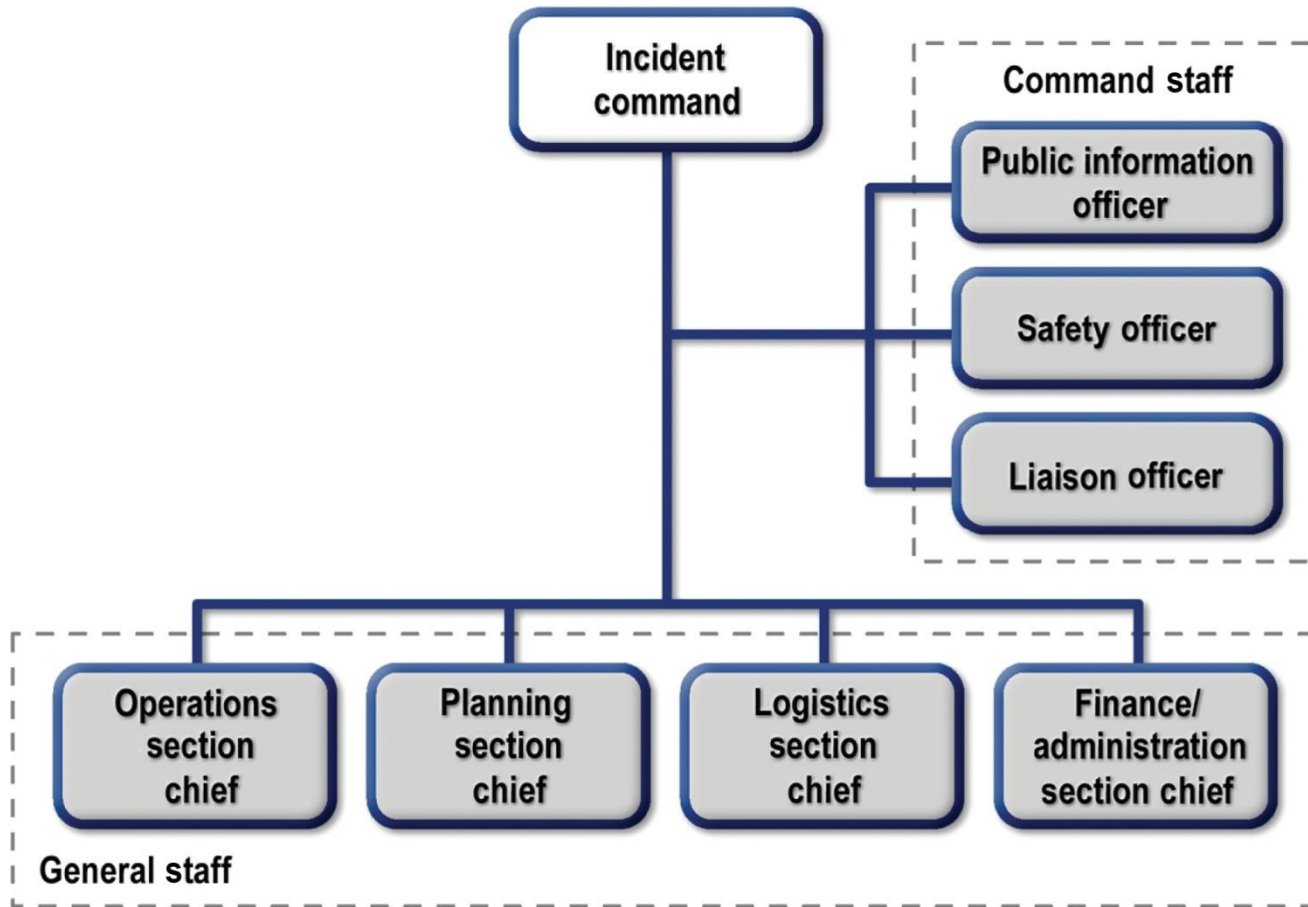 Incident
command
Command staff
Public information
officer
Safety officer
Liaison officer
Operations
section
chief
Planning
section
chief
Logistics
section
chief
Finance/
administration
section chief
General staff